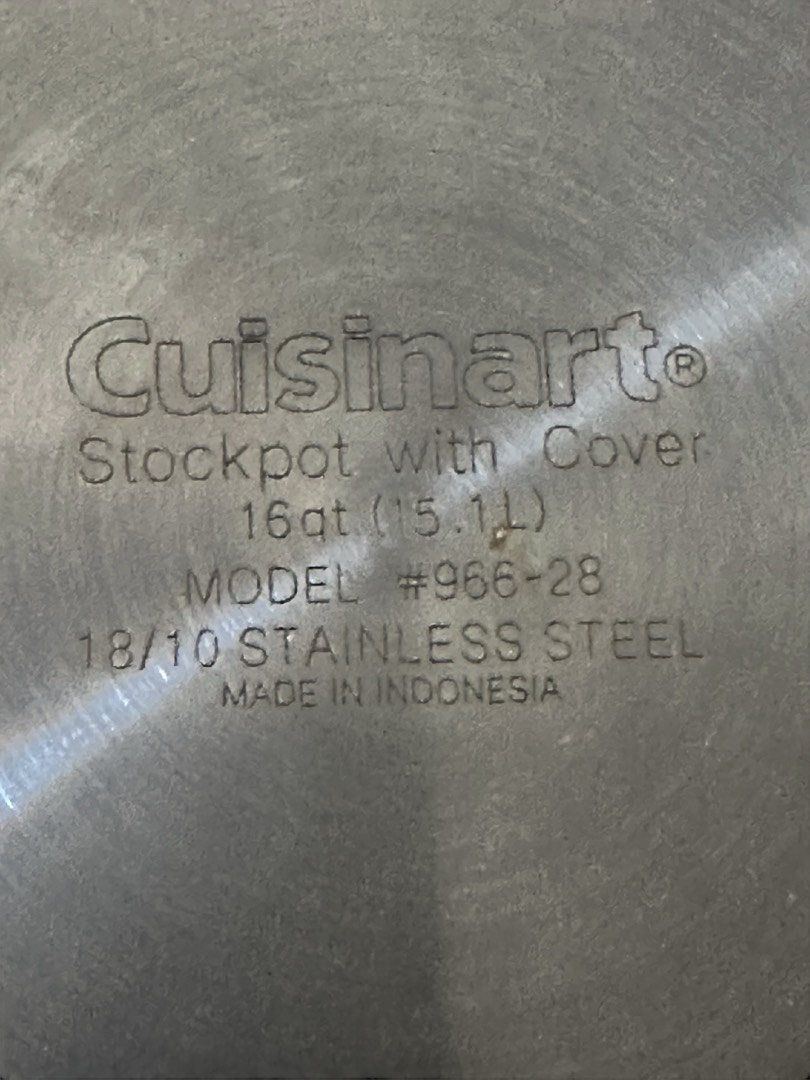 Cuisinart®
Stockpot with Cover
16qt (15.1L)
MODEL #966-28
18/10 STAINLESS STEEL
MADE IN INDONESIA